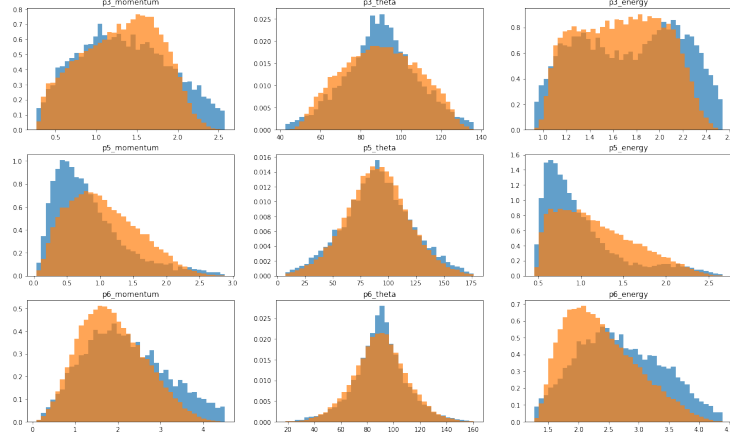 p3_momentum p3_theta p3_energy
0.8 0.025 0.8
0.7
0.6 0.020 0.6
0.5 0.015
0.4 0.4
0.3 0.010
0.2 0.005 0.2
0.1
0.0 0.000 0.0
0.5 1.0 1.5 2.0 2.5 40 60 80 100 120 140 1.0 1.2 1.4 1.6 1.8 2.0 2.2 2.4
p5_momentum p5_theta p5_energy
1.0 0.016 1.6
0.014 1.4
0.8 0.012 1.2
0.6 0.010 1.0
0.008 0.8
0.4 0.006 0.6
0.2 0.004 0.4
0.002 0.2
0.0 0.000 0.0
0.0 0.5 1.0 1.5 2.0 2.5 3.0 0 25 50 75 100 125 150 175 0.5 1.0 1.5 2.0 2.5
p6_momentum p6_theta p6_energy
0.5 0.025 0.7
0.6
0.4 0.020 0.5
0.3 0.015 0.4
0.2 0.010 0.3
0.2
0.1 0.005 0.1
0.0 0.000 0.0
0 1 2 3 4 20 40 60 80 100 120 140 160 1.5 2.0 2.5 3.0 3.5 4.0